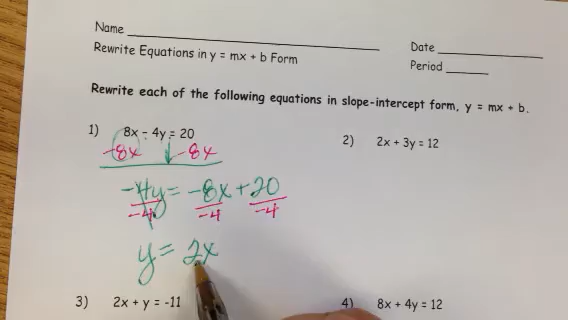 Name
Date
Rewrite Equations in y = mx + b Form
Period
Rewrite each of the following equations in slope-intercept form, y = mx + b.
1) 8x - 4y = 20
-8x -8x
-4y = -8x + 20
-4 -4 -4
y = 2x
2) 2x + 3y = 12
3) 2x + y = -11
4) 8x + 4y = 12